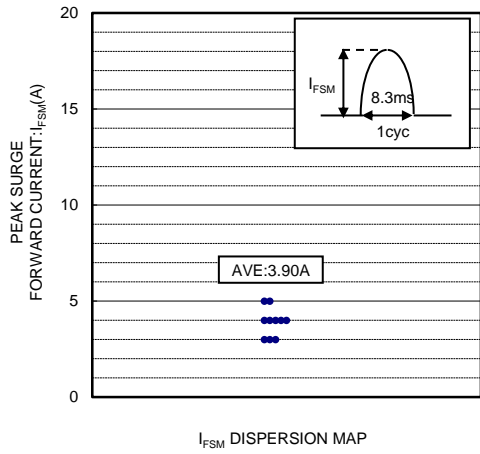 20
15
10
5
0
PEAK SURGE
FORWARD CURRENT:IFSM(A)
IFSM
8.3ms
1cyc
AVE:3.90A
IFSM DISPERSION MAP